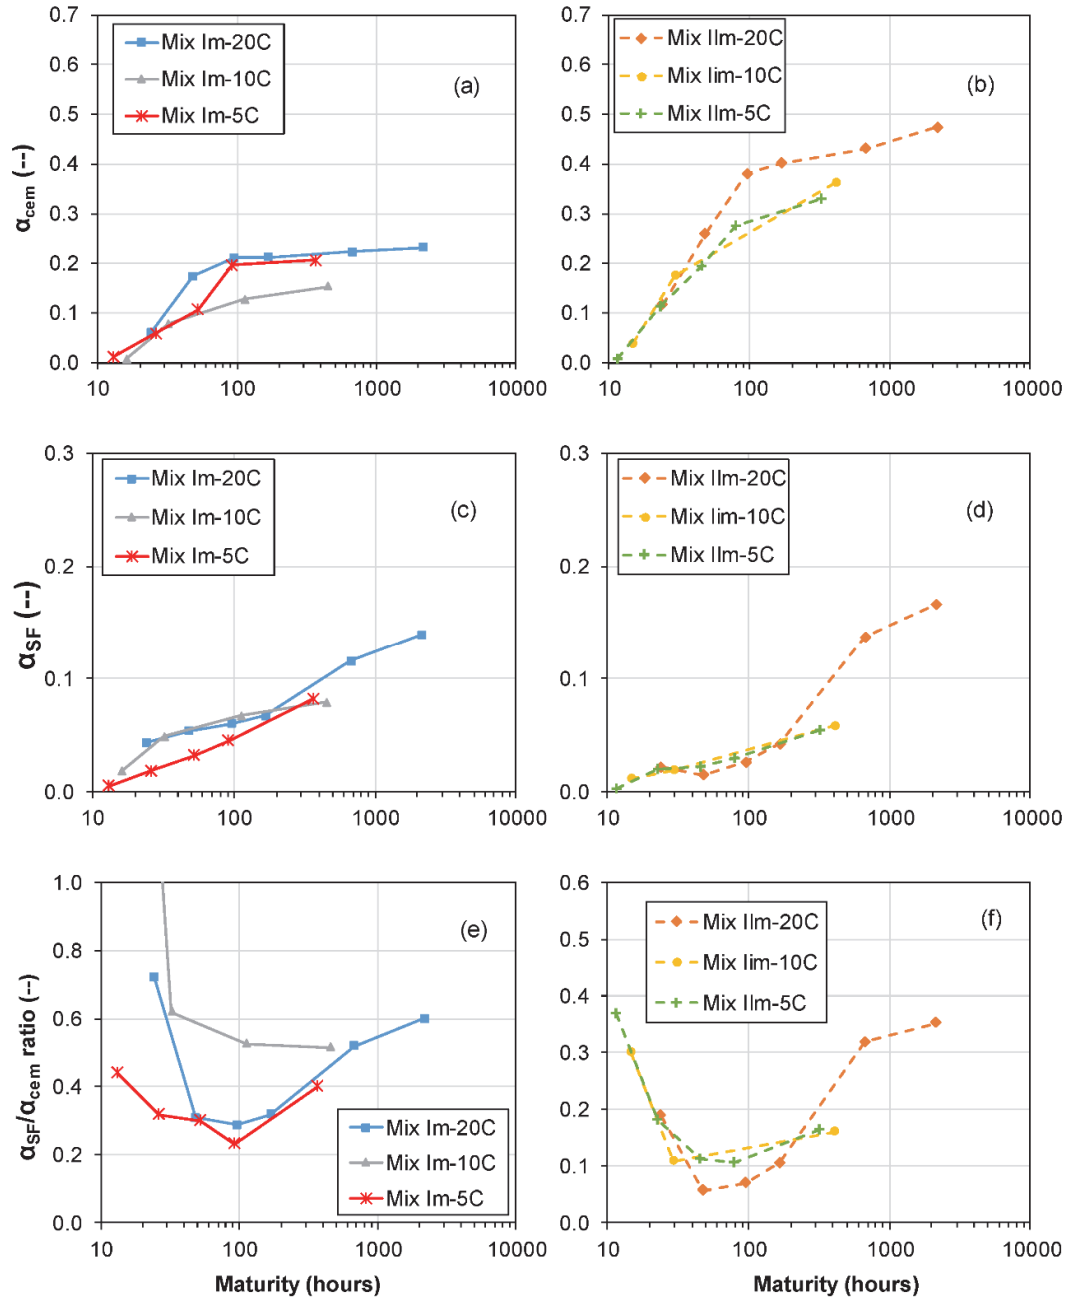 0.7
0.6
0.5
0.4
0.3
0.2
0.1
0.0
α_cem (--)
Mix Im-20C
Mix Im-10C
Mix Im-5C
(a)
10 100 1000 10000
0.7
0.6
0.5
0.4
0.3
0.2
0.1
0.0
Mix IIm-20C
Mix Iim-10C
Mix IIm-5C
(b)
10 100 1000 10000
0.3
0.2
0.1
0.0
α_SF (--)
Mix Im-20C
Mix Im-10C
Mix Im-5C
(c)
10 100 1000 10000
0.3
0.2
0.1
0.0
Mix IIm-20C
Mix Iim-10C
Mix IIm-5C
(d)
10 100 1000 10000
1.0
0.8
0.6
0.4
0.2
0.0
α_SF/α_cem ratio (--)
(e)
Mix Im-20C
Mix Im-10C
Mix Im-5C
10 100 1000 10000
Maturity (hours)
0.6
0.5
0.4
0.3
0.2
0.1
0.0
Mix IIm-20C
Mix Iim-10C
Mix IIm-5C
(f)
10 100 1000 10000
Maturity (hours)